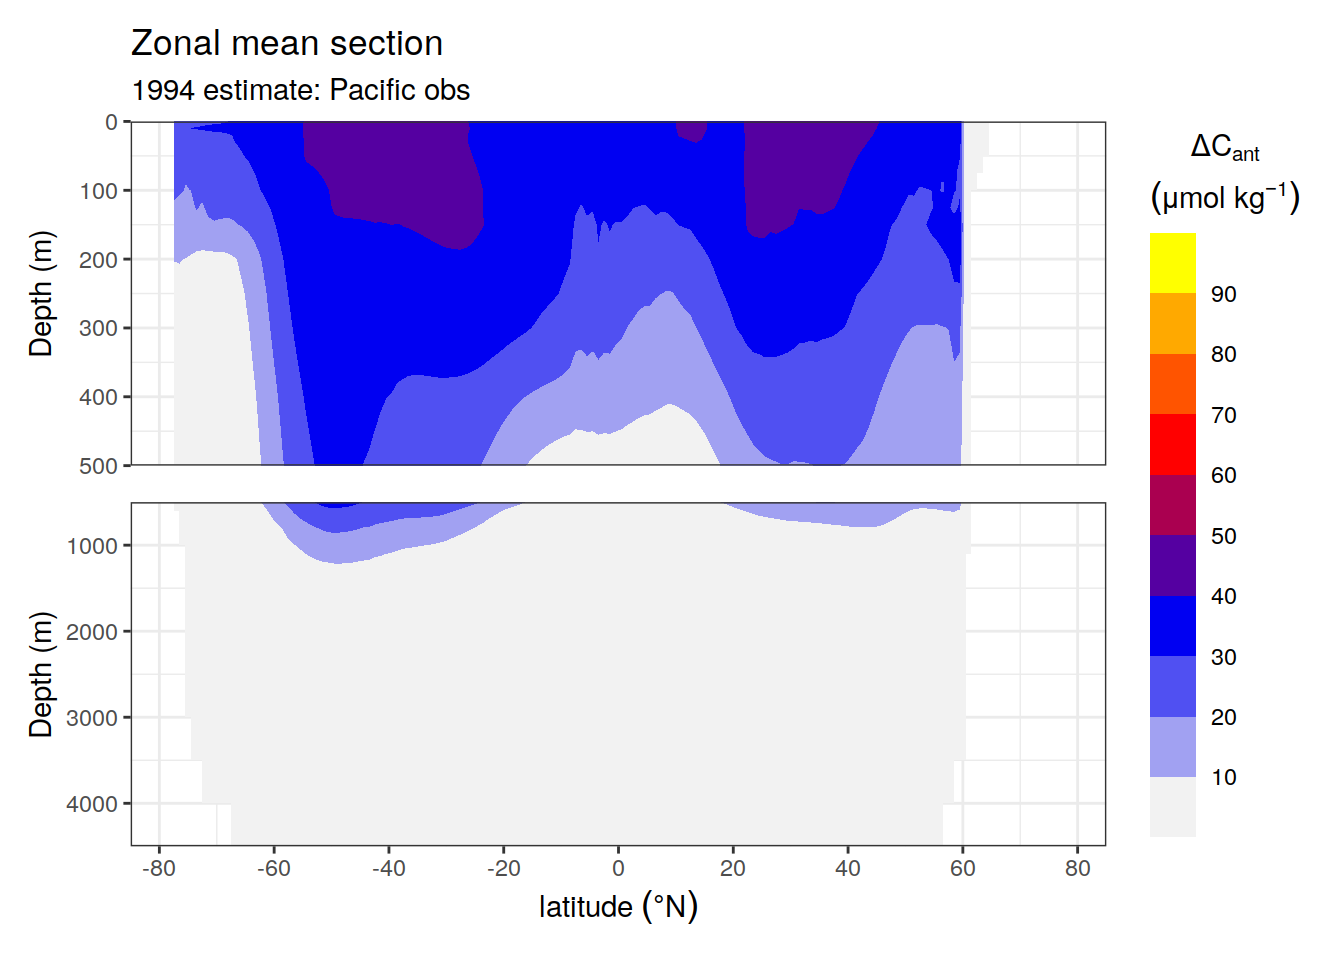 Zonal mean section
1994 estimate: Pacific obs
Depth (m)
0
100
200
300
400
500
Depth (m)
1000
2000
3000
4000
-80 -60 -40 -20 0 20 40 60 80
latitude (°N)
ΔCant
(μmol kg⁻¹)
90
80
70
60
50
40
30
20
10